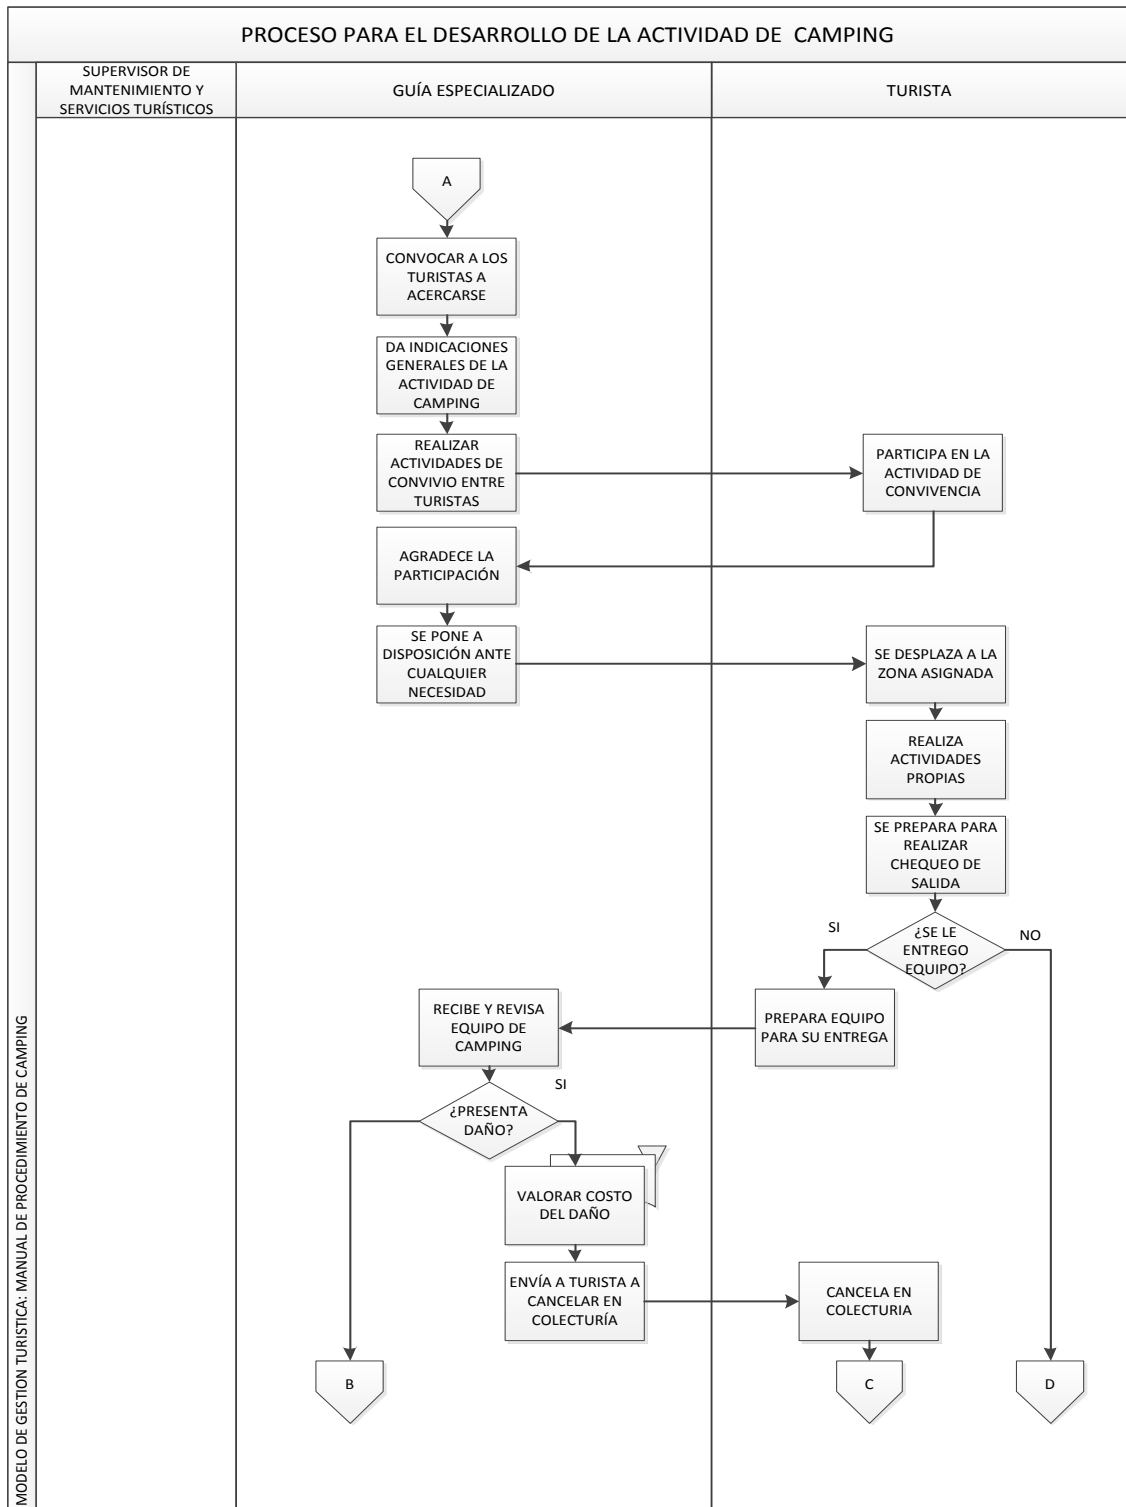 PROCESO PARA EL DESARROLLO DE LA ACTIVIDAD DE CAMPING
SUPERVISOR DE
MANTENIMIENTO Y
SERVICIOS TURÍSTICOS
GUÍA ESPECIALIZADO
TURISTA
A
CONVOCAR A LOS
TURISTAS A
ACERCARSE
DA INDICACIONES
GENERALES DE LA
ACTIVIDAD DE
CAMPING
REALIZAR
ACTIVIDADES DE
CONVIVIO ENTRE
TURISTAS
PARTICIPA EN LA
ACTIVIDAD DE
CONVIVENCIA
AGRADECE LA
PARTICIPACIÓN
SE PONE A
DISPOSICIÓN ANTE
CUALQUIER
NECESIDAD
SE DESPLAZA A LA
ZONA ASIGNADA
REALIZA
ACTIVIDADES
PROPIAS
SE PREPARA PARA
REALIZAR
CHEQUEO DE
SALIDA
SI
¿SE LE
ENTREGO
EQUIPO?
NO
PREPARA EQUIPO
PARA SU ENTREGA
RECIBE Y REVISA
EQUIPO DE
CAMPING
SI
¿PRESENTA
DAÑO?
VALORAR COSTO
DEL DAÑO
ENVÍA A TURISTA A
CANCELAR EN
COLECTURÍA
CANCELA EN
COLECTURIA
B
C
D
MODELO DE GESTION TURISTICA: MANUAL DE PROCEDIMIENTO DE CAMPING